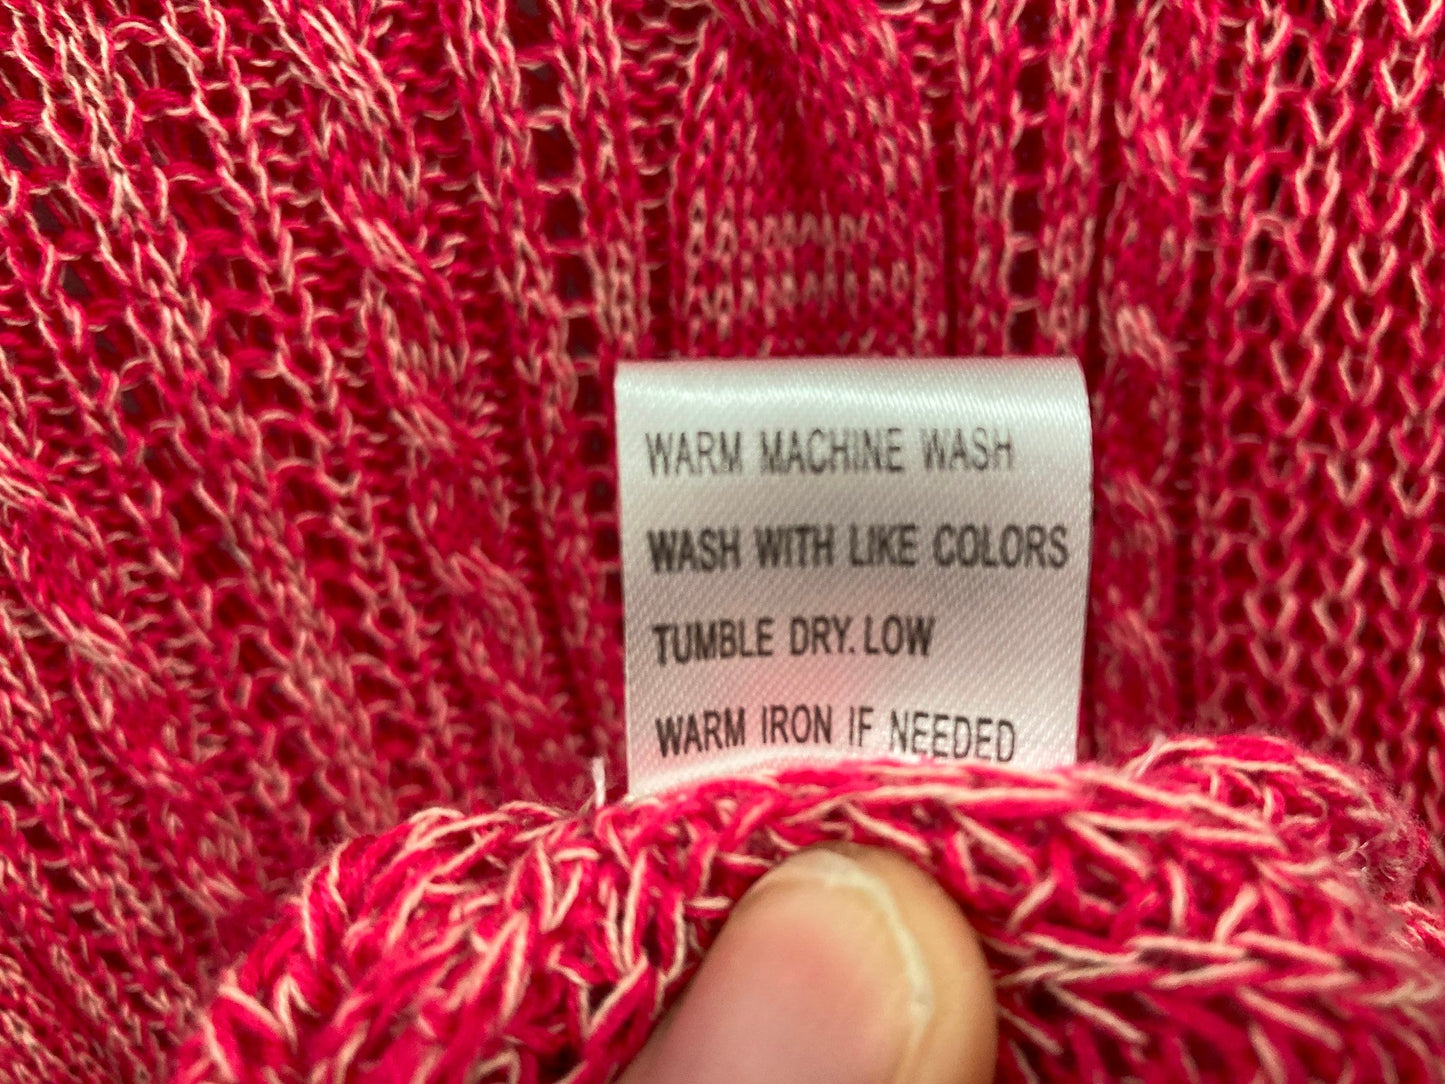 WARM MACHINE WASH
WASH WITH LIKE COLORS
TUMBLE DRY. LOW
WARM IRON IF NEEDED